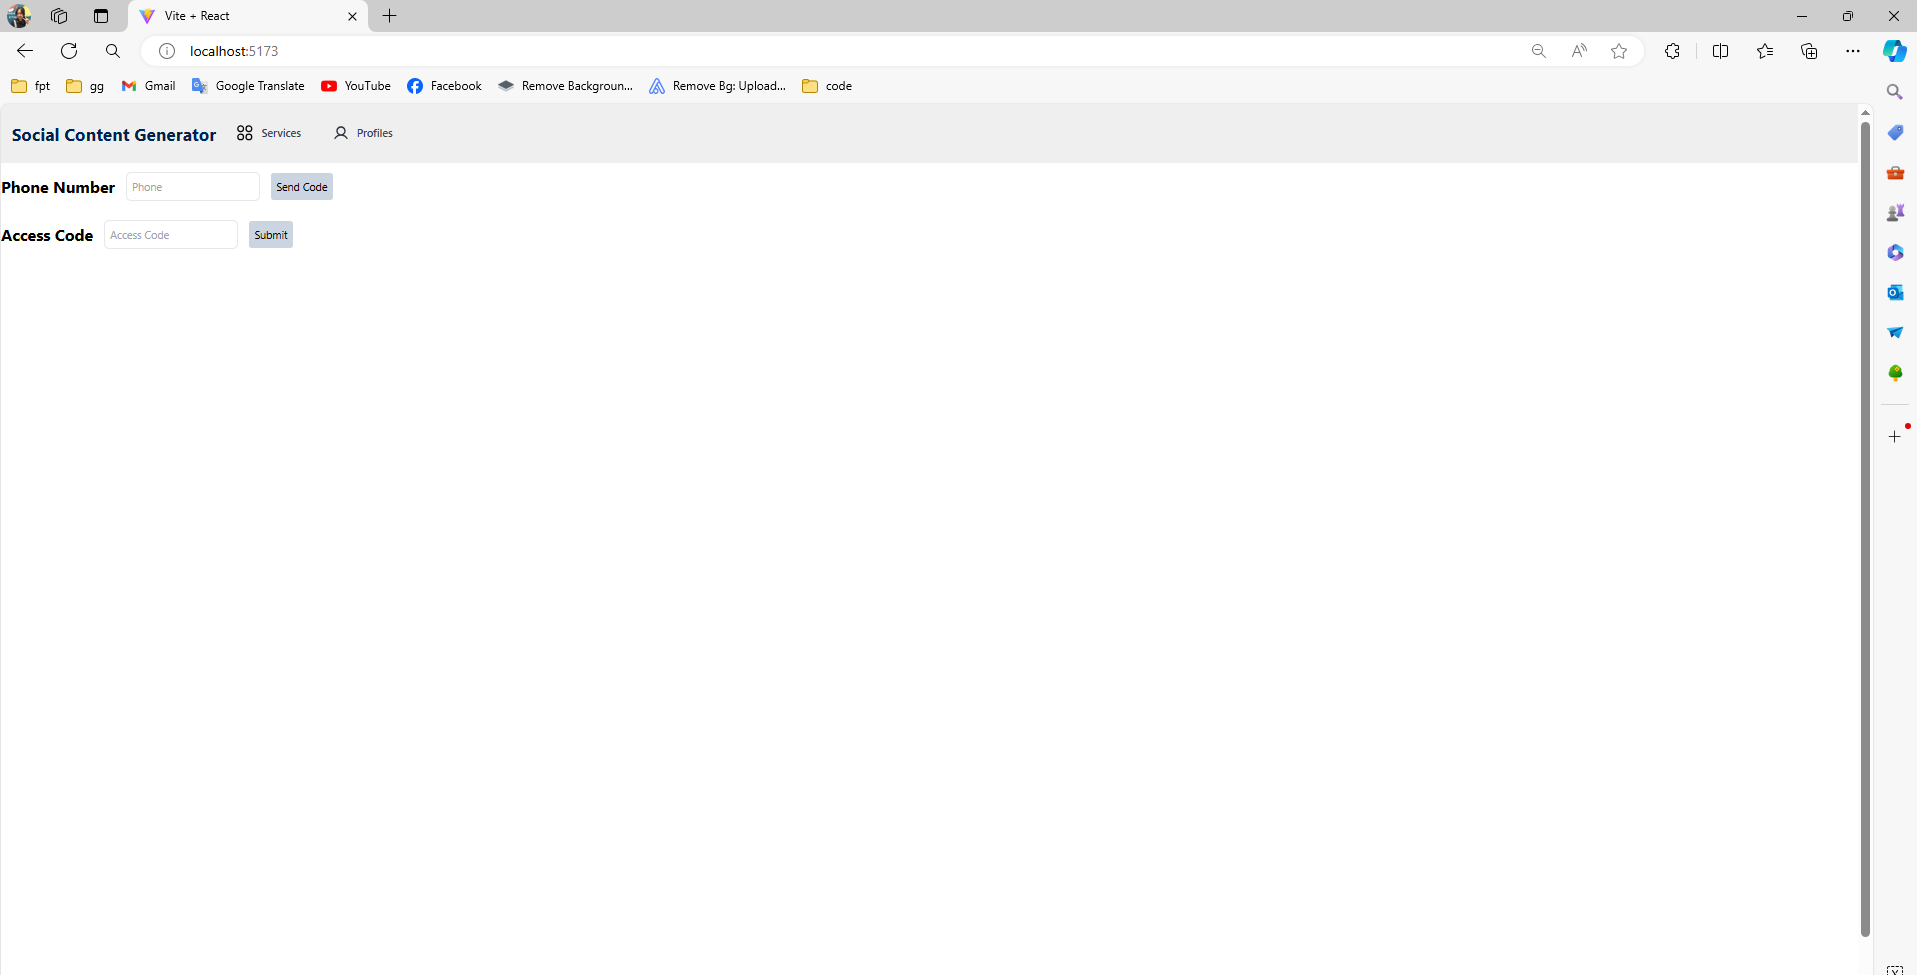 Vite + React
localhost:5173
fpt gg Gmail Google Translate YouTube Facebook Remove Backgroun... Remove Bg: Upload... code
Social Content Generator Services Profiles
Phone Number Phone Send Code
Access Code Access Code Submit